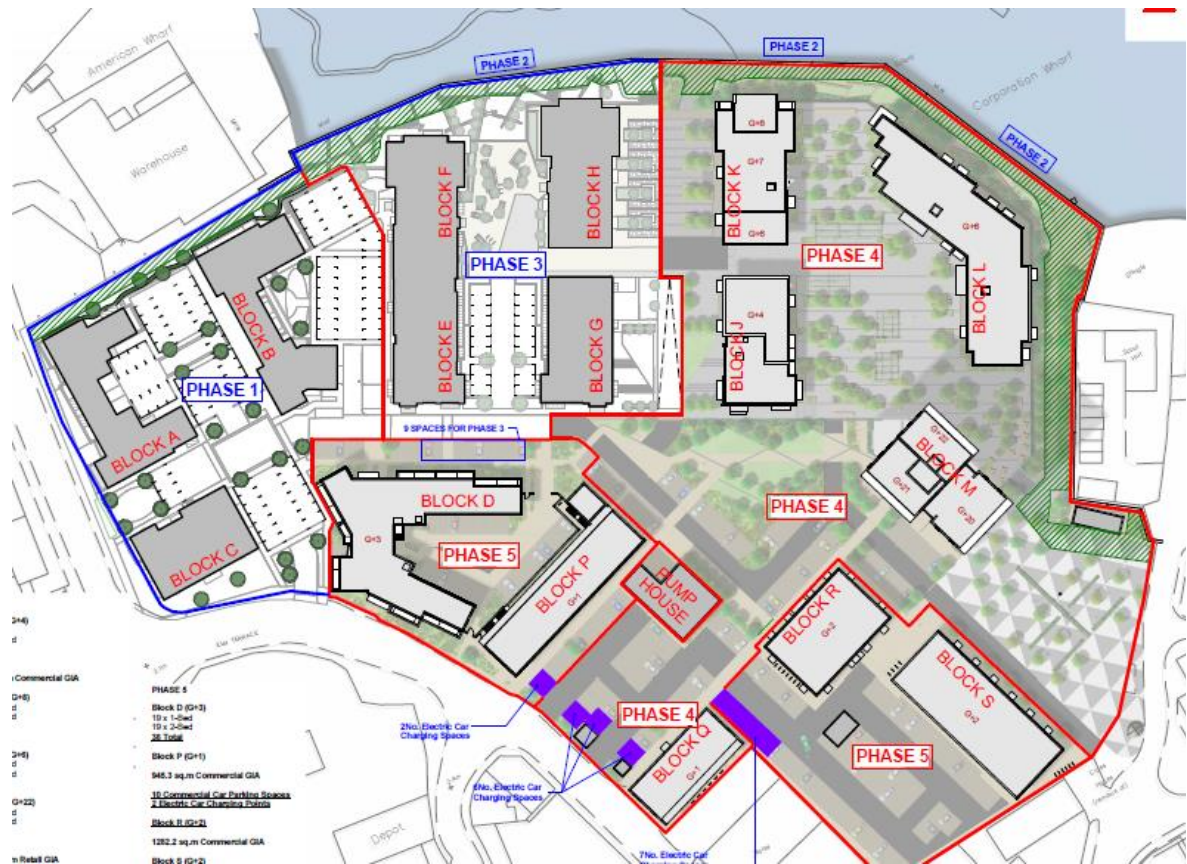 PHASE 2
PHASE 2
PHASE 2
American Wharf
Corporation Wharf
Warehouse
BLOCK F
BLOCK H
BLOCK K
G+8
G+7
G+6
G+6
PHASE 3
PHASE 4
BLOCK B
BLOCK E
BLOCK G
G+4
BLOCK J
BLOCK L
PHASE 1
BLOCK A
BLOCK C
9 SPACES FOR PHASE 3
BLOCK D
G+3
PHASE 5
BLOCK P
G+1
PUMP
HOUSE
PHASE 4
G+22
BLOCK M
G+21
G+20
BLOCK R
G+2
BLOCK S
G+2
PHASE 4
BLOCK Q
G+1
PHASE 5
2No. Electric Car
Charging Spaces
6No. Electric Car
Charging Spaces
7No. Electric Car
Depot
G+4)
Commercial GIA
G+6)
G+22)
Retail GIA
PHASE 5
Block D (G+3)
19 x 1-Bed
19 x 2-Bed
38 Total
Block P (G+1)
945.3 sq.m Commercial GIA
10 Commercial Car Parking Spaces
2 Electric Car Charging Points
Block R (G+2)
1282.2 sq.m Commercial GIA
Block S (G+2)